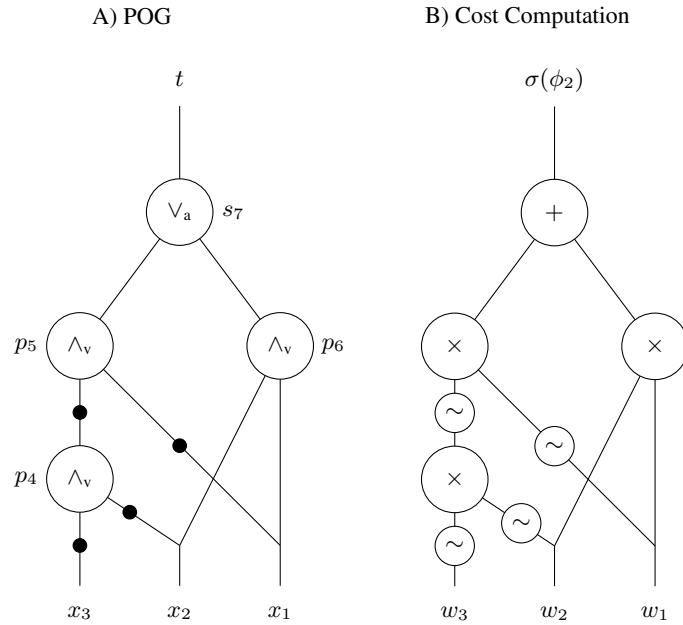 A) POG B) Cost Computation
t σ(ϕ₂)
∨ₐ s₇ +
p₅ ∧ᵥ ∧ᵥ p₆ × ×
∼
∼
p₄ ∧ᵥ ×
∼
∼
x₃ x₂ x₁ w₃ w₂ w₁